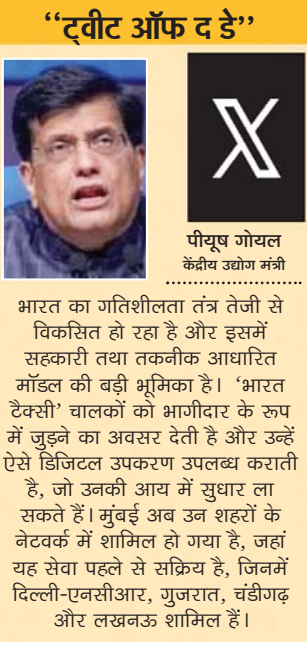 “ट्वीट ऑफ द डे”
X
पीयूष गोयल
केंद्रीय उद्योग मंत्री
भारत का गतिशीलता तंत्र तेजी से
विकसित हो रहा है और इसमें
सहकारी तथा तकनीक आधारित
मॉडल की बड़ी भूमिका है। ‘भारत
टैक्सी’ चालकों को भागीदार के रूप
में जुड़ने का अवसर देती है और उन्हें
ऐसे डिजिटल उपकरण उपलब्ध कराती
है, जो उनकी आय में सुधार ला
सकते हैं। मुंबई अब उन शहरों के
नेटवर्क में शामिल हो गया है, जहां
यह सेवा पहले से सक्रिय है, जिनमें
दिल्ली-एनसीआर, गुजरात, चंडीगढ़
और लखनऊ शामिल हैं।